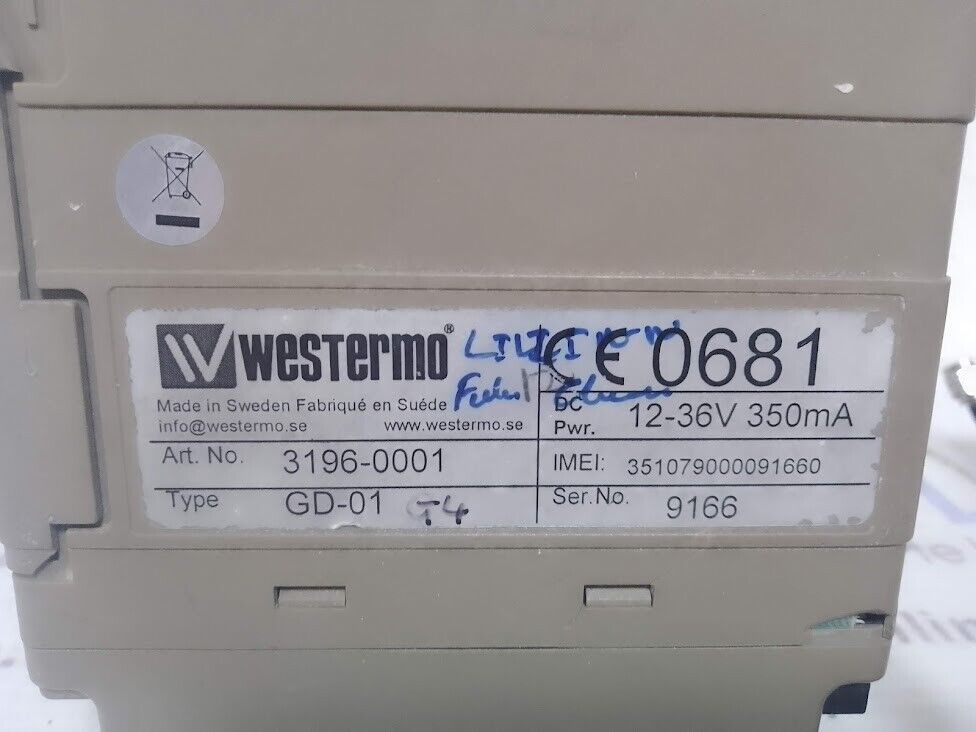 WESTERMO®
CE 0681
Made in Sweden Fabriqué en Suéde
info@westermo.se www.westermo.se
DC Pwr. 12-36V 350mA
Art. No. 3196-0001
IMEI: 351079000091660
Type GD-01
Ser.No. 9166